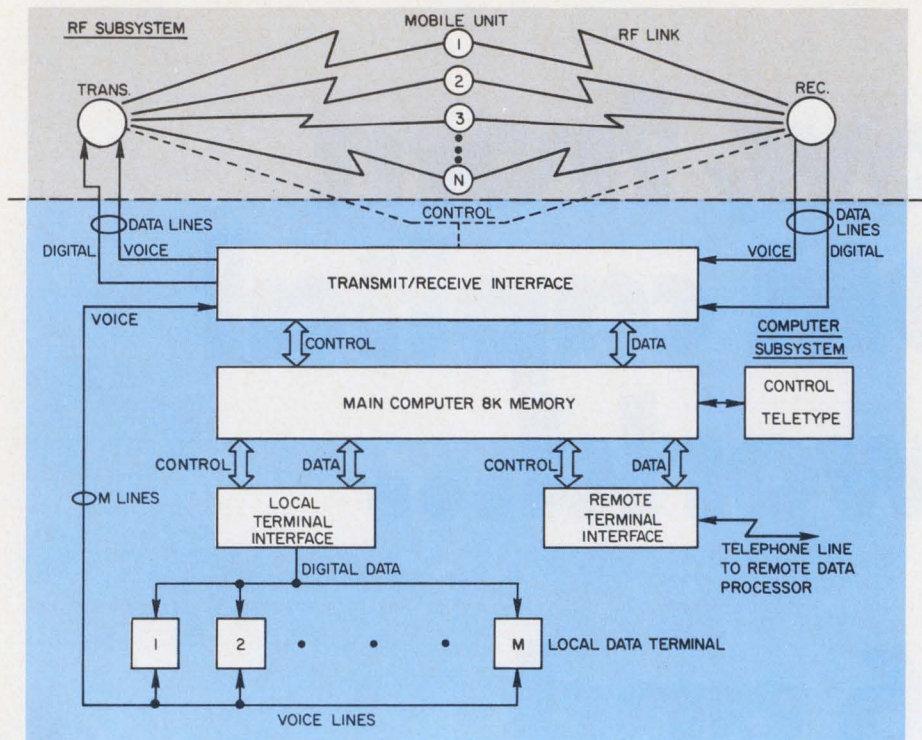 RF SUBSYSTEM
MOBILE UNIT
1
RF LINK
2
TRANS.
REC.
3
N
CONTROL
DATA LINES
DATA
LINES
DIGITAL
VOICE
VOICE
DIGITAL
TRANSMIT/RECEIVE INTERFACE
VOICE
COMPUTER
SUBSYSTEM
CONTROL
DATA
MAIN COMPUTER 8K MEMORY
CONTROL
TELETYPE
CONTROL
DATA
CONTROL
DATA
M LINES
LOCAL
TERMINAL
INTERFACE
REMOTE
TERMINAL
INTERFACE
TELEPHONE LINE
TO REMOTE DATA
PROCESSOR
DIGITAL DATA
1
2
M
LOCAL DATA TERMINAL
VOICE LINES